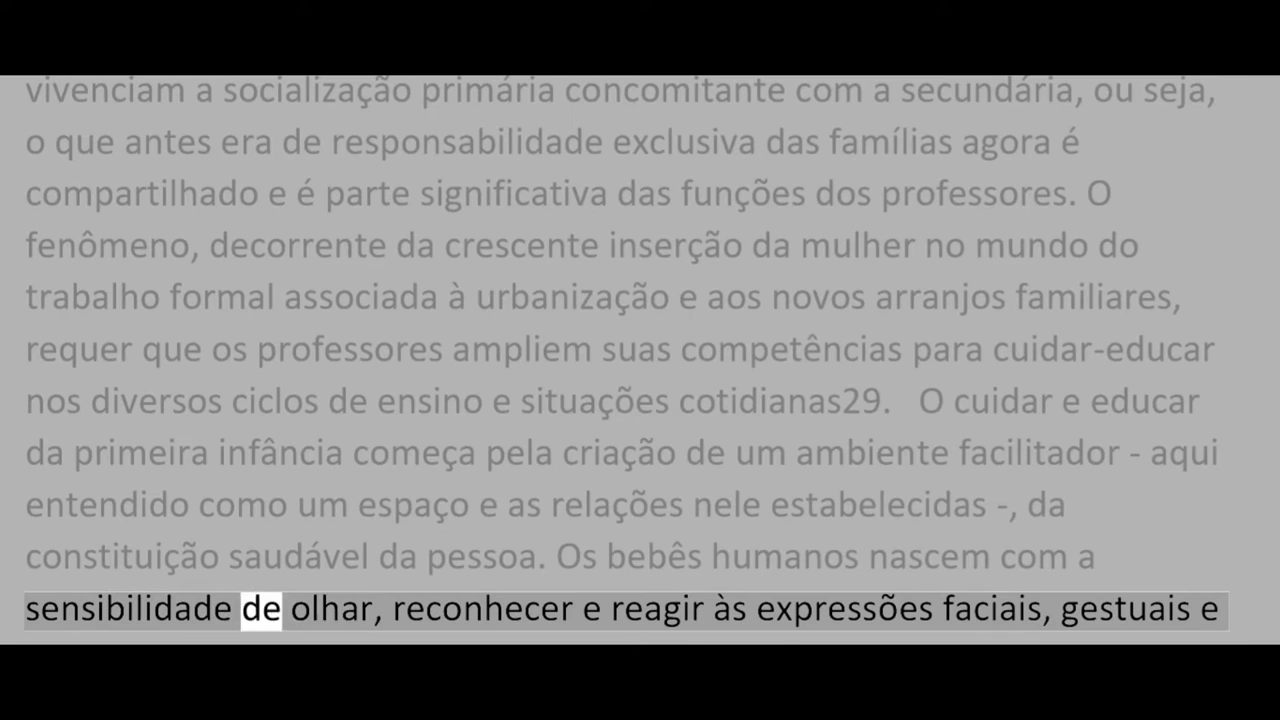 vivenciam a socialização primária concomitante com a secundária, ou seja,
o que antes era de responsabilidade exclusiva das famílias agora é
compartilhado e é parte significativa das funções dos professores. O
fenômeno, decorrente da crescente inserção da mulher no mundo do
trabalho formal associada à urbanização e aos novos arranjos familiares,
requer que os professores ampliem suas competências para cuidar-educar
nos diversos ciclos de ensino e situações cotidianas29.   O cuidar e educar
da primeira infância começa pela criação de um ambiente facilitador - aqui
entendido como um espaço e as relações nele estabelecidas -, da
constituição saudável da pessoa. Os bebês humanos nascem com a
sensibilidade de olhar, reconhecer e reagir às expressões faciais, gestuais e